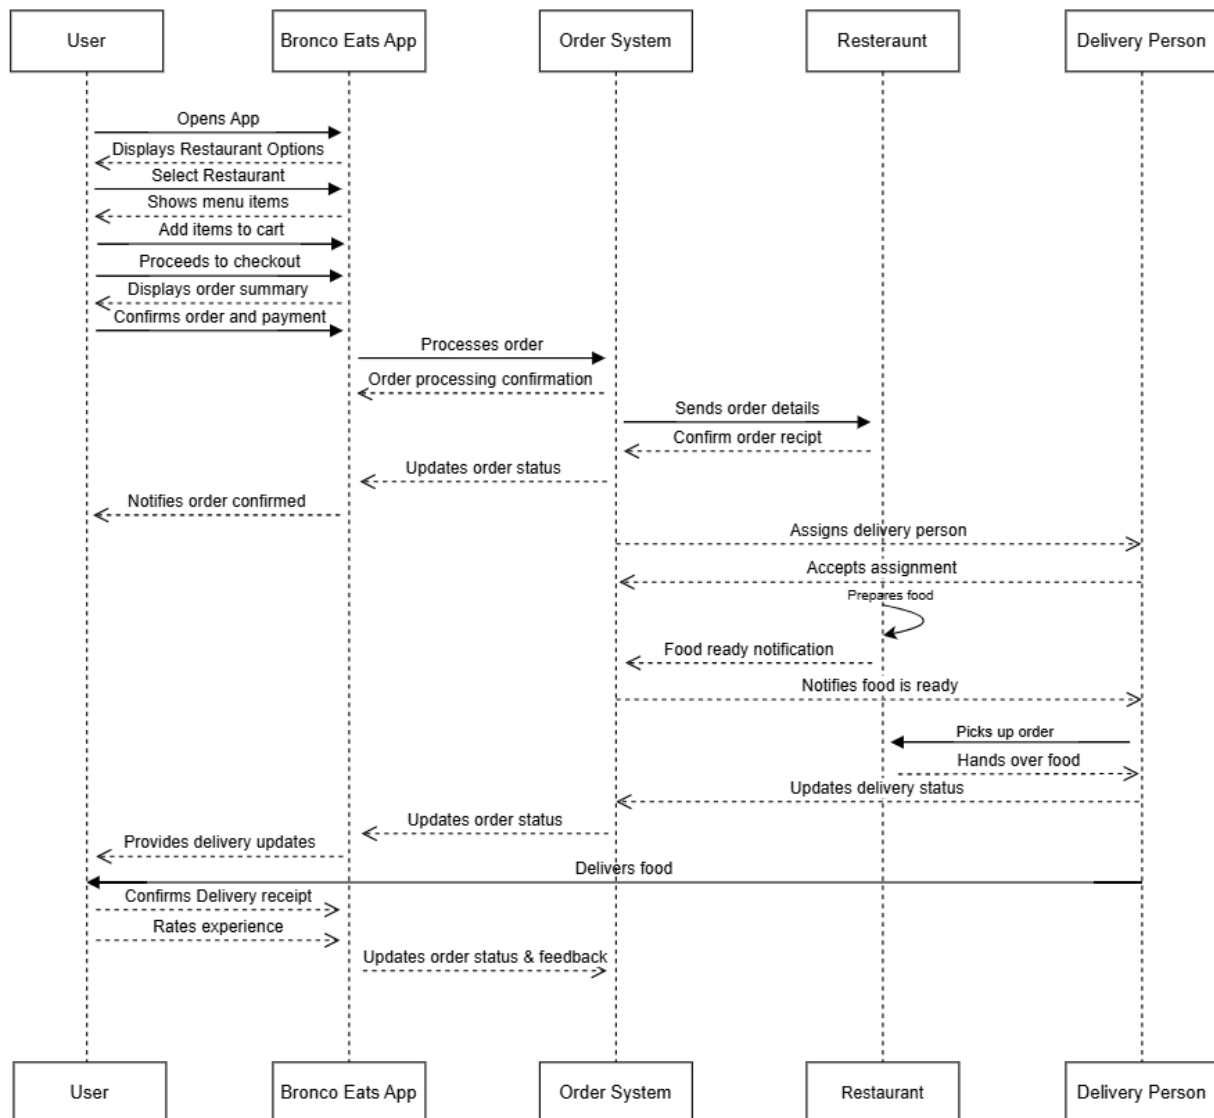 User
Bronco Eats App
Order System
Resteraunt
Delivery Person
Opens App
Displays Restaurant Options
Select Restaurant
Shows menu items
Add items to cart
Proceeds to checkout
Displays order summary
Confirms order and payment
Processes order
Order processing confirmation
Sends order details
Confirm order recipt
Updates order status
Notifies order confirmed
Assigns delivery person
Accepts assignment
Prepares food
Food ready notification
Notifies food is ready
Picks up order
Hands over food
Updates delivery status
Updates order status
Provides delivery updates
Delivers food
Confirms Delivery receipt
Rates experience
Updates order status & feedback
User
Bronco Eats App
Order System
Restaurant
Delivery Person